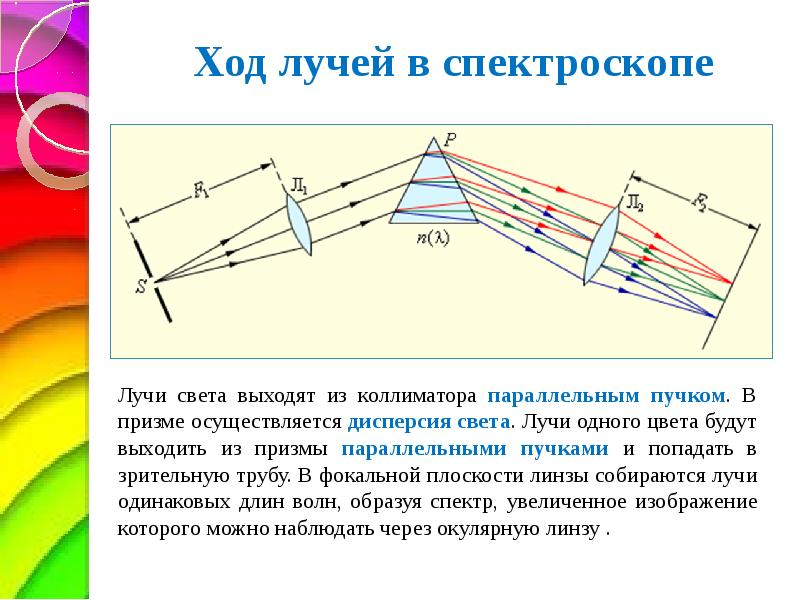 Ход лучей в спектроскопе
P
F₁
Л₁
Л₂
F₂
n(λ)
S
Лучи света выходят из коллиматора параллельным пучком. В
призме осуществляется дисперсия света. Лучи одного цвета будут
выходить из призмы параллельными пучками и попадать в
зрительную трубу. В фокальной плоскости линзы собираются лучи
одинаковых длин волн, образуя спектр, увеличенное изображение
которого можно наблюдать через окулярную линзу .